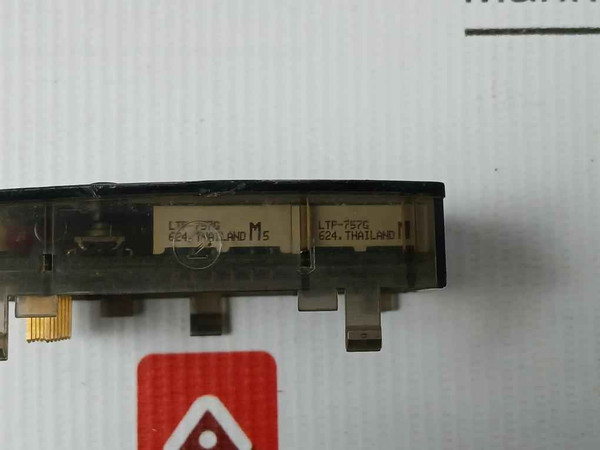 LTP-757G
624. THAILAND M5
LTP-757G
624. THAILAND